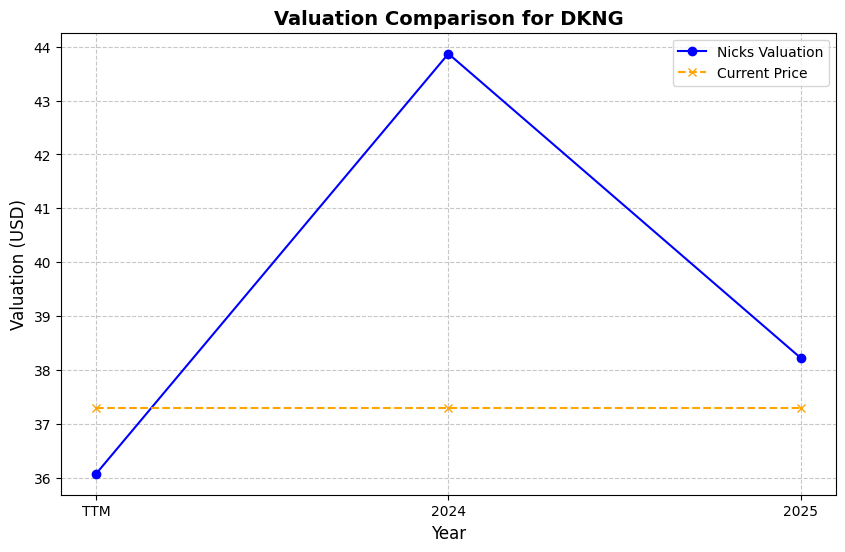 Valuation Comparison for DKNG
Nicks Valuation
Current Price
Valuation (USD)
44
43
42
41
40
39
38
37
36
TTM
2024
2025
Year